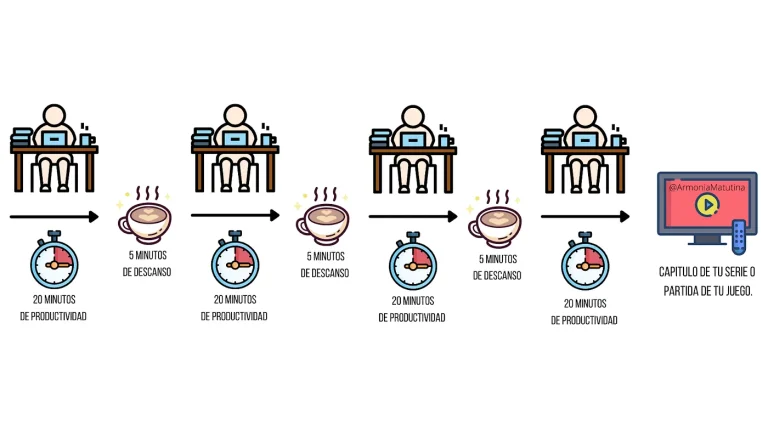 20 MINUTOS
DE PRODUCTIVIDAD
5 MINUTOS
DE DESCANSO
20 MINUTOS
DE PRODUCTIVIDAD
5 MINUTOS
DE DESCANSO
20 MINUTOS
DE PRODUCTIVIDAD
5 MINUTOS
DE DESCANSO
20 MINUTOS
DE PRODUCTIVIDAD
@ArmoniaMatutina
CAPITULO DE TU SERIE O
PARTIDA DE TU JUEGO.